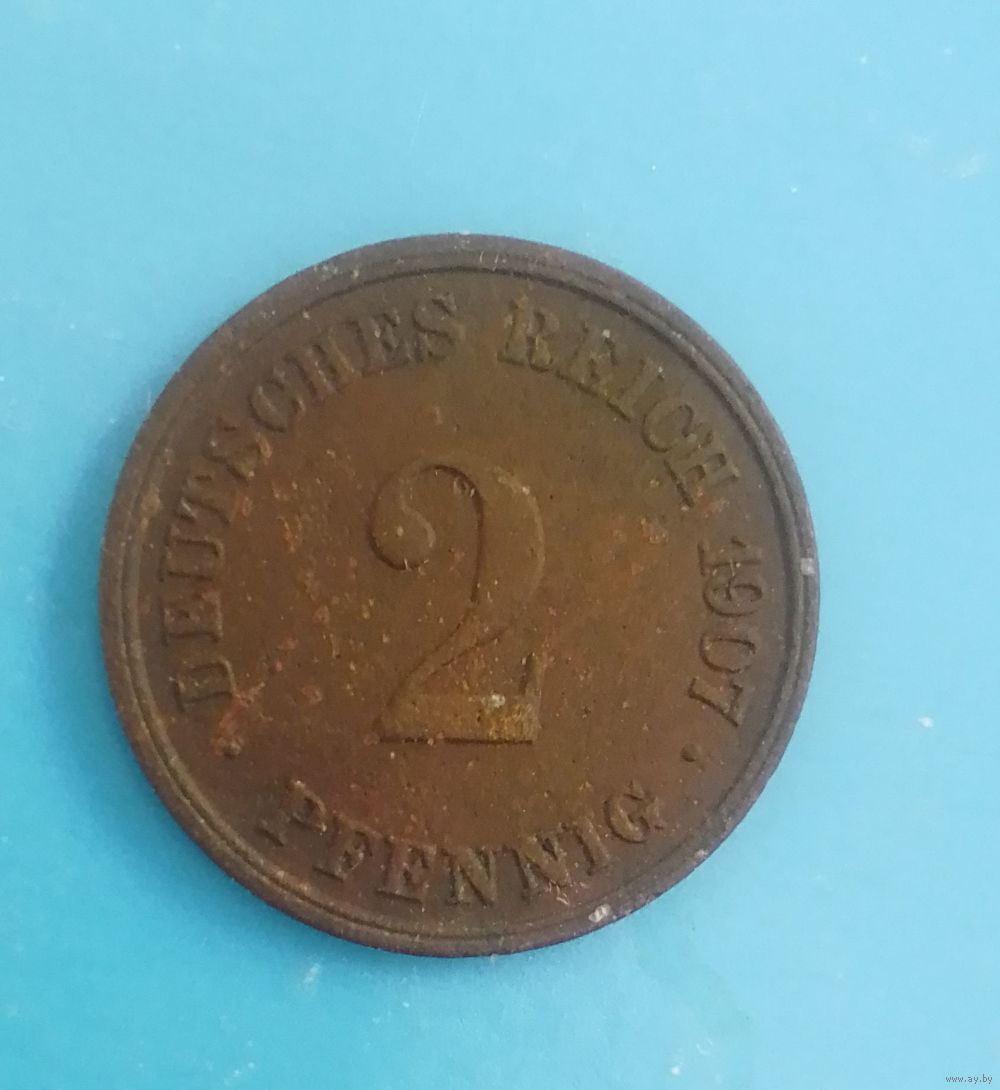 DEUTSCHES REICH 1907
2
PFENNIG
www.ay.by